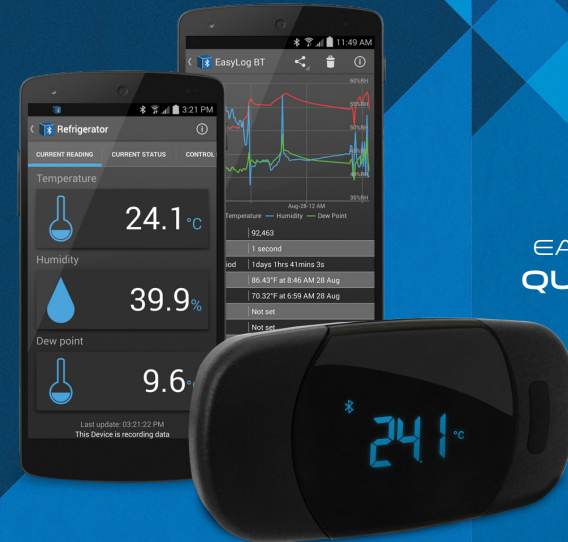 11:49 AM
EasyLog BT
60%RH
55%RH
50%RH
35%RH
Aug-28-12 AM
Temperature — Humidity — Dew Point
92,463
1 second
1days 1hrs 41mins 3s
86.43°F at 8:46 AM 28 Aug
70.32°F at 6:59 AM 28 Aug
Not set
Not set
3:21 PM
Refrigerator
CURRENT READING CURRENT STATUS CONTROL
Temperature
24.1°C
Humidity
39.9%
Dew point
9.6
Last update: 03:21:22 PM
This Device is recording data
EA
QU
24.1 °C